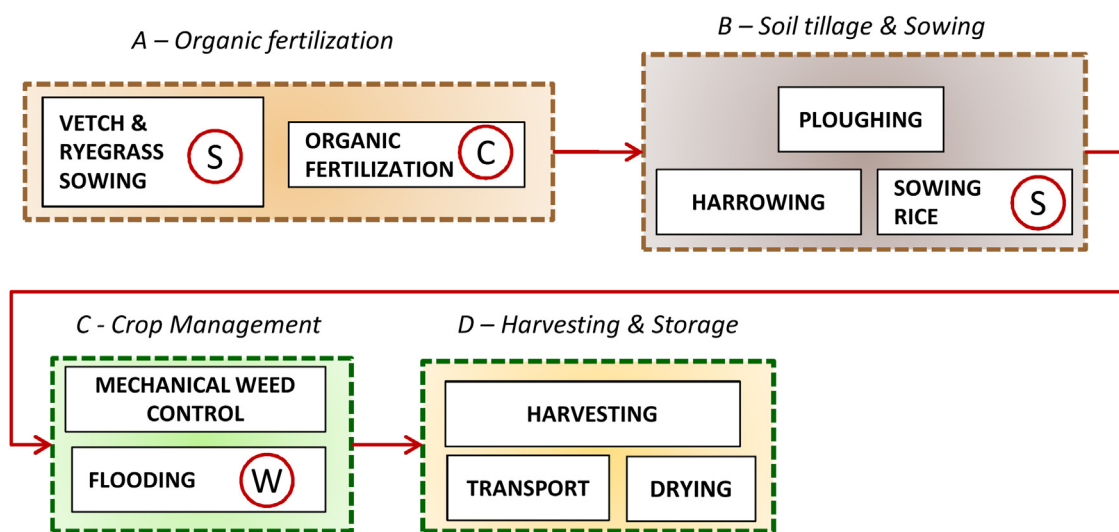 A – Organic fertilization
VETCH &
RYEGRASS
SOWING
S
ORGANIC
FERTILIZATION
C
B – Soil tillage & Sowing
PLOUGHING
HARROWING
SOWING
RICE
S
C - Crop Management
MECHANICAL WEED
CONTROL
FLOODING
W
D – Harvesting & Storage
HARVESTING
TRANSPORT
DRYING